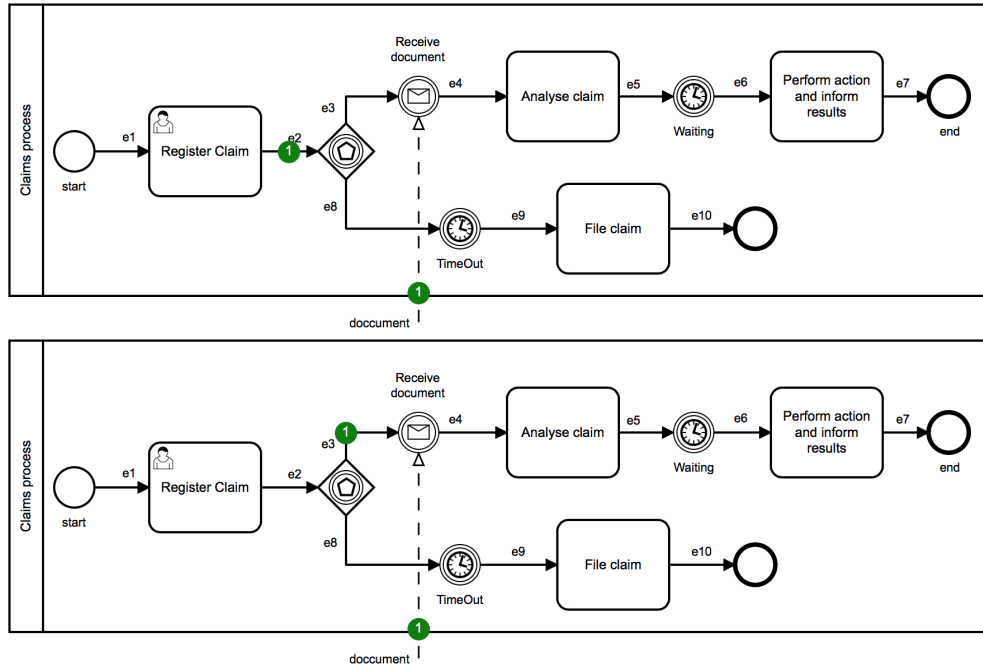 Claims process
Receive
document
e3
e4
Analyse claim
e5
Waiting
e6
Perform action
and inform
results
e7
end
e1
start
Register Claim
e2
1
e8
TimeOut
e9
File claim
e10
1
doccument
Claims process
Receive
document
e3
1
e4
Analyse claim
e5
Waiting
e6
Perform action
and inform
results
e7
end
e1
start
Register Claim
e2
e8
TimeOut
e9
File claim
e10
1
doccument